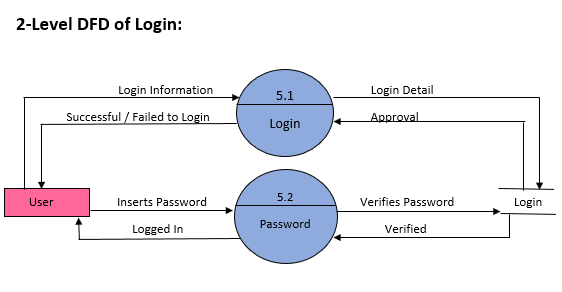 2-Level DFD of Login:
Login Information
5.1
Login Detail
Successful / Failed to Login
Login
Approval
User
Inserts Password
5.2
Verifies Password
Login
Logged In
Password
Verified